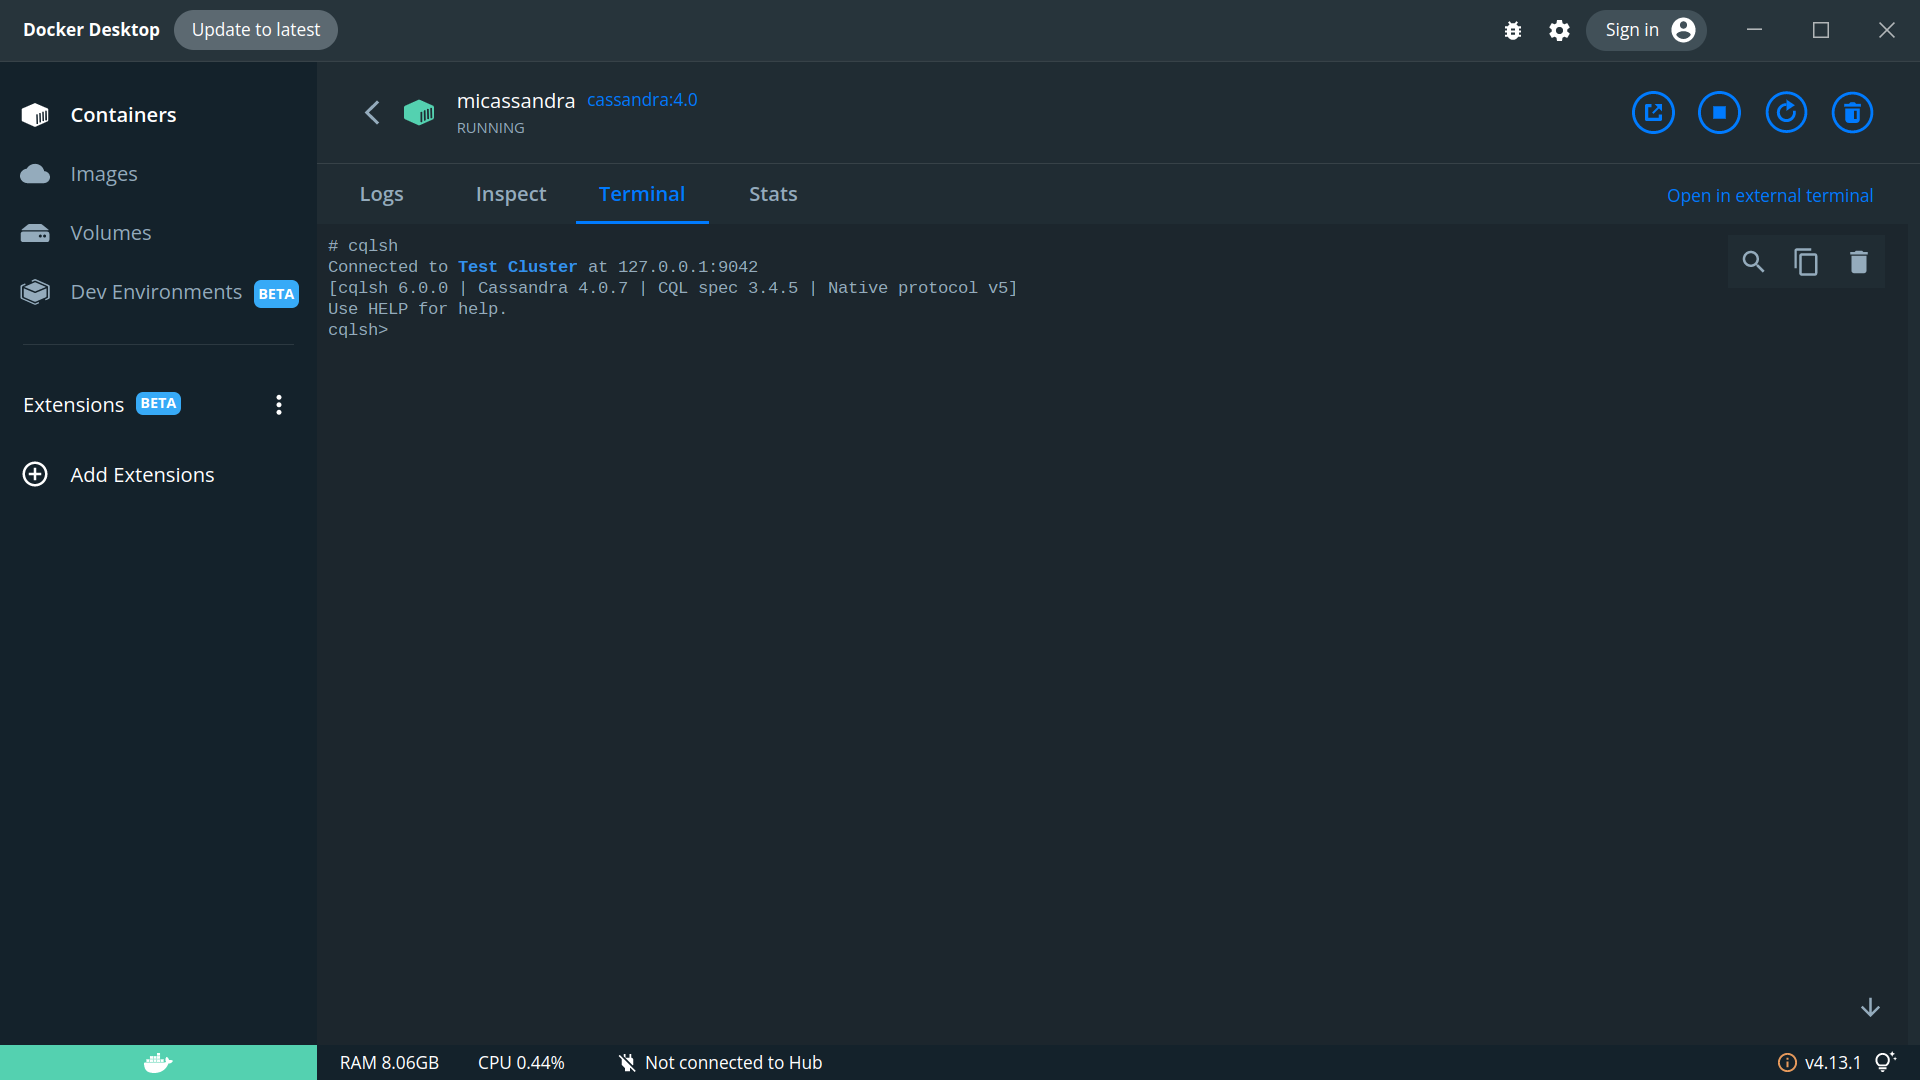 Docker Desktop Update to latest Sign in
Containers
Images
Volumes
Dev Environments BETA
Extensions BETA
Add Extensions
micassandra cassandra:4.0
RUNNING
Logs Inspect Terminal Stats Open in external terminal
# cqlsh
Connected to Test Cluster at 127.0.0.1:9042
[cqlsh 6.0.0 | Cassandra 4.0.7 | CQL spec 3.4.5 | Native protocol v5]
Use HELP for help.
cqlsh>
RAM 8.06GB CPU 0.44% Not connected to Hub v4.13.1